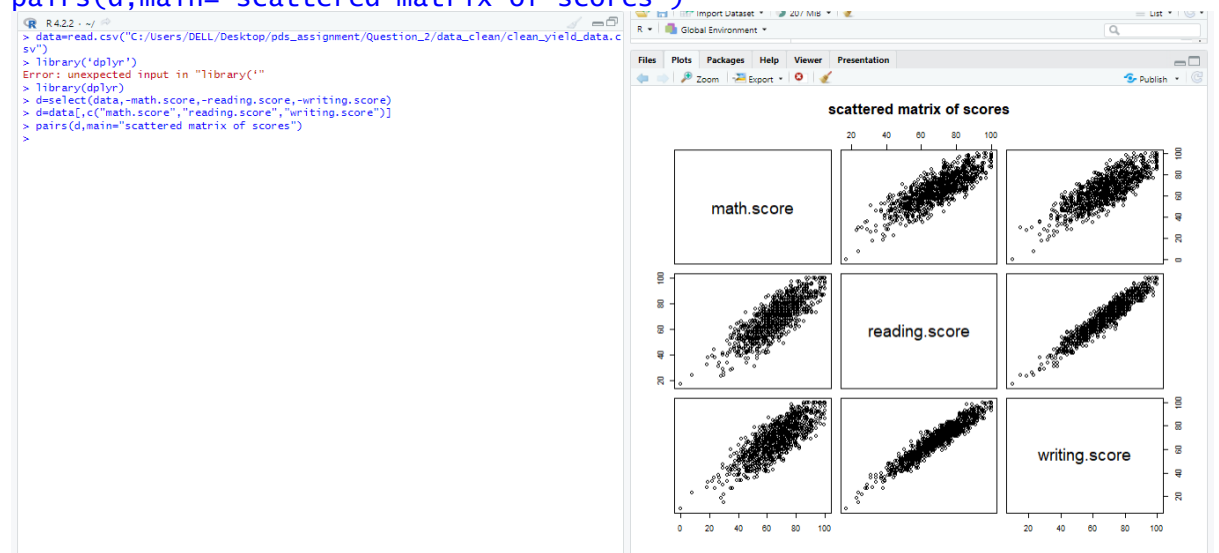 pairs(d,main="scattered matrix of scores")
R 4.2.2 · ~/
> data=read.csv("C:/Users/DELL/Desktop/pds_assignment/Question_2/data_clean/clean_yield_data.c
sv")
> library(‘dplyr’)
Error: unexpected input in "library(‘"
> library(dplyr)
> d=select(data,-math.score,-reading.score,-writing.score)
> d=data[,c("math.score","reading.score","writing.score")]
> pairs(d,main="scattered matrix of scores")
>
Import Dataset 207 MiB List
R Global Environment
Files Plots Packages Help Viewer Presentation
Zoom Export Publish
scattered matrix of scores
20 40 60 80 100
math.score
0 20 40 60 80 100
20 40 60 80 100
reading.score
writing.score
20 40 60 80 100
0 20 40 60 80 100
20 40 60 80 100